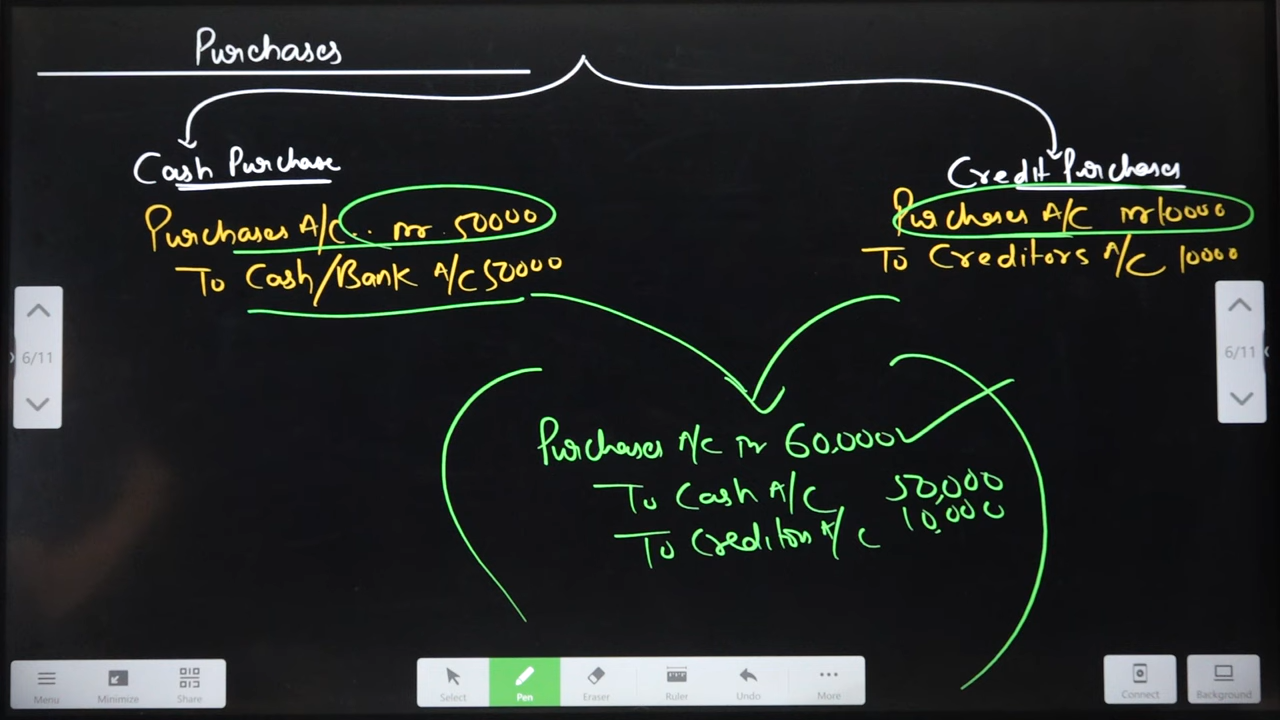 Purchases
Cash Purchase
Purchases A/C .. Dr. 50000
To Cash/Bank A/C 50000
Credit Purchases
Purchases A/C Dr 10000
To Creditors A/C 10000
6/11
6/11
Purchases A/C Dr 60,000
To Cash A/C 50,000
To Creditors A/C 10,000
Menu
Minimize
Share
Select
Pen
Eraser
Ruler
Undo
More
Connect
Background